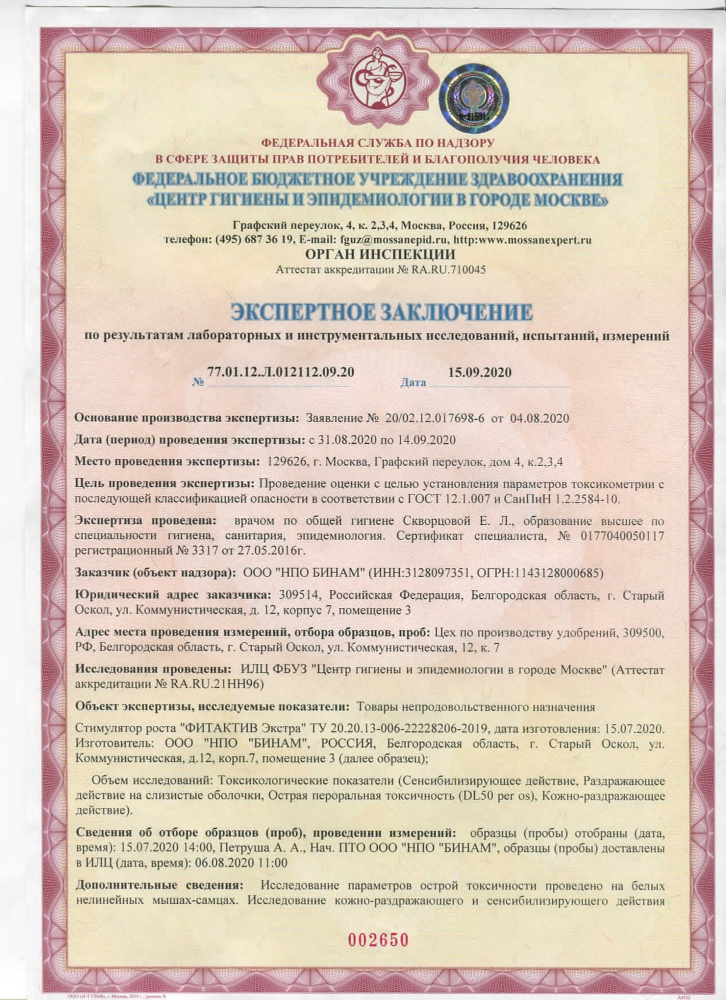 ФЕДЕРАЛЬНАЯ СЛУЖБА ПО НАДЗОРУ
В СФЕРЕ ЗАЩИТЫ ПРАВ ПОТРЕБИТЕЛЕЙ И БЛАГОПОЛУЧИЯ ЧЕЛОВЕКА
ФЕДЕРАЛЬНОЕ БЮДЖЕТНОЕ УЧРЕЖДЕНИЕ ЗДРАВООХРАНЕНИЯ
«ЦЕНТР ГИГИЕНЫ И ЭПИДЕМИОЛОГИИ В ГОРОДЕ МОСКВЕ»
Графский переулок, 4, к. 2,3,4, Москва, Россия, 129626
телефон: (495) 687 36 19, E-mail: fguz@mossanepid.ru, http:www.mossanexpert.ru
ОРГАН ИНСПЕКЦИИ
Аттестат аккредитации № RA.RU.710045
ЭКСПЕРТНОЕ ЗАКЛЮЧЕНИЕ
по результатам лабораторных и инструментальных исследований, испытаний, измерений
№ 77.01.12.Л.012112.09.20 Дата 15.09.2020
Основание производства экспертизы: Заявление № 20/02.12.017698-6 от 04.08.2020
Дата (период) проведения экспертизы: с 31.08.2020 по 14.09.2020
Место проведения экспертизы: 129626, г. Москва, Графский переулок, дом 4, к.2,3,4
Цель проведения экспертизы: Проведение оценки с целью установления параметров токсикометрии с
последующей классификацией опасности в соответствии с ГОСТ 12.1.007 и СанПиН 1.2.2584-10.
Экспертиза проведена: врачом по общей гигиене Скворцовой Е. Л., образование высшее по
специальности гигиена, санитария, эпидемиология. Сертификат специалиста, № 0177040050117
регистрационный № 3317 от 27.05.2016г.
Заказчик (объект надзора): ООО "НПО БИНАМ" (ИНН:3128097351, ОГРН:1143128000685)
Юридический адрес заказчика: 309514, Российская Федерация, Белгородская область, г. Старый
Оскол, ул. Коммунистическая, д. 12, корпус 7, помещение 3
Адрес места проведения измерений, отбора образцов, проб: Цех по производству удобрений, 309500,
РФ, Белгородская область, г. Старый Оскол, ул. Коммунистическая, 12, к. 7
Исследования проведены: ИЛЦ ФБУЗ "Центр гигиены и эпидемиологии в городе Москве" (Аттестат
аккредитации № RA.RU.21НН96)
Объект экспертизы, исследуемые показатели: Товары непродовольственного назначения
Стимулятор роста "ФИТАКТИВ Экстра" ТУ 20.20.13-006-22228206-2019, дата изготовления: 15.07.2020.
Изготовитель: ООО "НПО "БИНАМ", РОССИЯ, Белгородская область, г. Старый Оскол, ул.
Коммунистическая, д.12, корп.7, помещение 3 (далее образец);
Объем исследований: Токсикологические показатели (Сенсибилизирующее действие, Раздражающее
действие на слизистые оболочки, Острая пероральная токсичность (DL50 per os), Кожно-раздражающее
действие).
Сведения об отборе образцов (проб), проведении измерений: образцы (пробы) отобраны (дата,
время): 15.07.2020 14:00, Петруша А. А., Нач. ПТО ООО "НПО "БИНАМ", образцы (пробы) доставлены
в ИЛЦ (дата, время): 06.08.2020 11:00
Дополнительные сведения: Исследование параметров острой токсичности проведено на белых
нелинейных мышах-самцах. Исследование кожно-раздражающего и сенсибилизирующего действия
002650
ООО «Н Т ГРАФ», г. Москва, 2019 г., уровень В
А4532